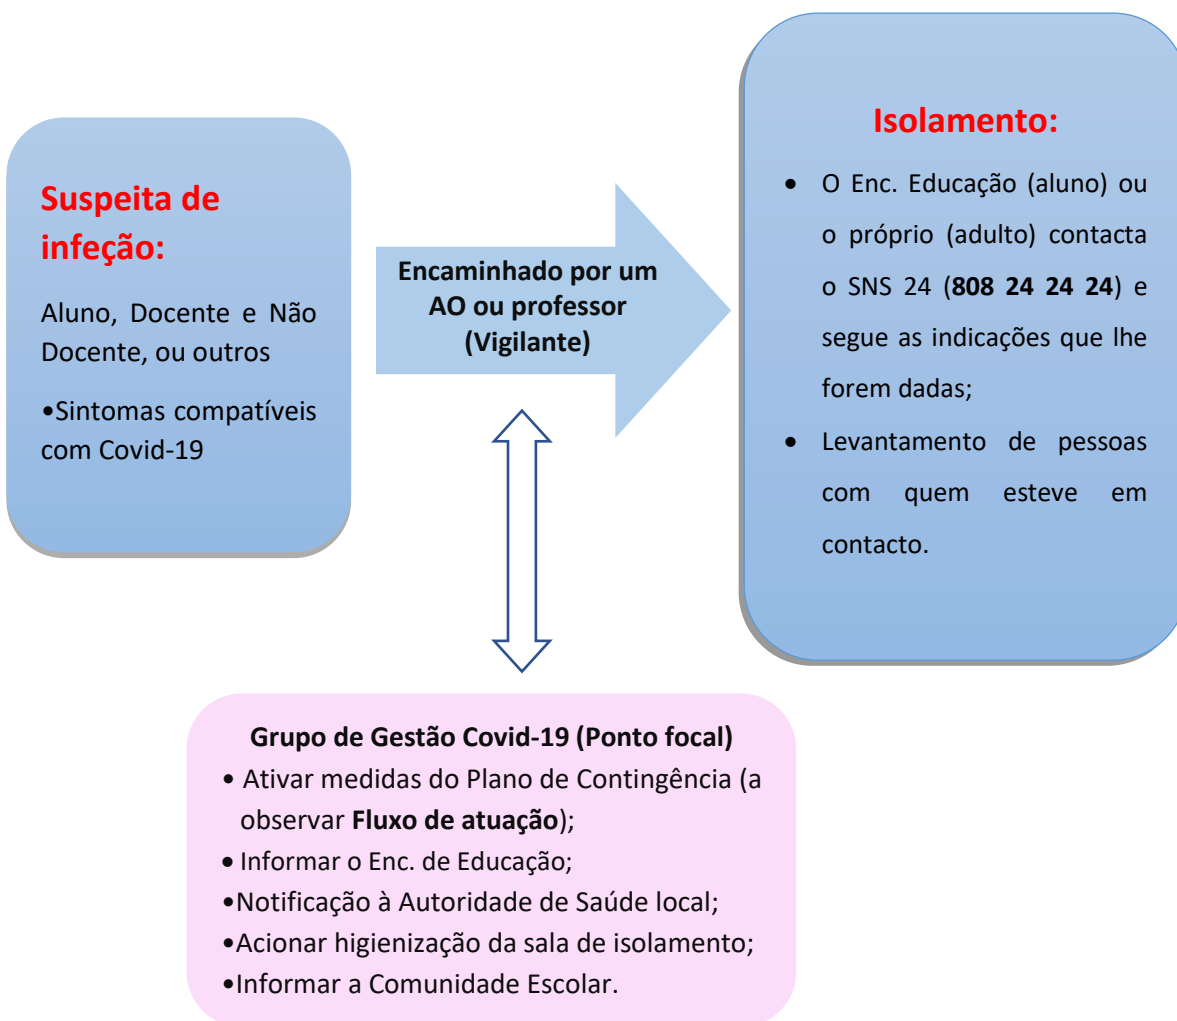 Suspeita de
infeção:
Aluno, Docente e Não
Docente, ou outros
•Sintomas compatíveis
com Covid-19
Encaminhado por um
AO ou professor
(Vigilante)
Isolamento:
• O Enc. Educação (aluno) ou
o próprio (adulto) contacta
o SNS 24 (808 24 24 24) e
segue as indicações que lhe
forem dadas;
• Levantamento de pessoas
com quem esteve em
contacto.
Grupo de Gestão Covid-19 (Ponto focal)
• Ativar medidas do Plano de Contingência (a
observar Fluxo de atuação);
• Informar o Enc. de Educação;
•Notificação à Autoridade de Saúde local;
•Acionar higienização da sala de isolamento;
•Informar a Comunidade Escolar.